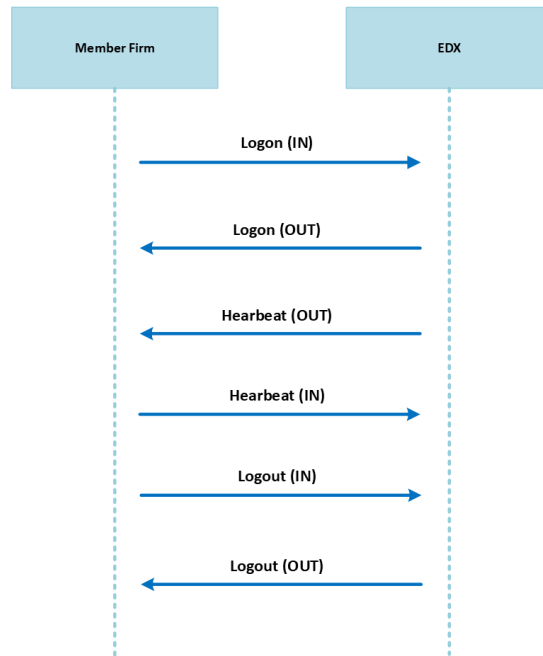 Member Firm
EDX
Logon (IN)
Logon (OUT)
Hearbeat (OUT)
Hearbeat (IN)
Logout (IN)
Logout (OUT)